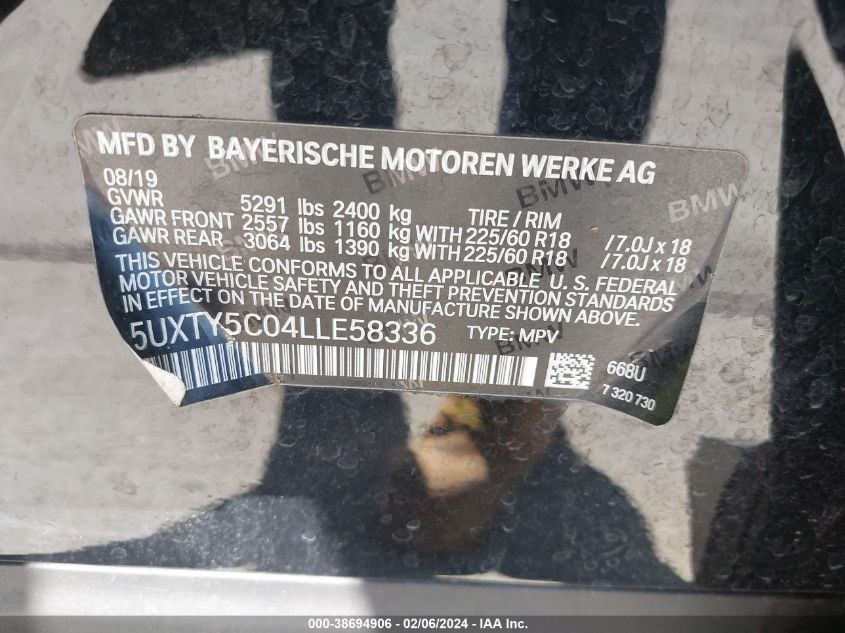 MFD BY BAYERISCHE MOTOREN WERKE AG
08/19
GVWR 5291 lbs 2400 kg TIRE / RIM
GAWR FRONT 2557 lbs 1160 kg WITH 225/60 R18 /7.0J x 18
GAWR REAR 3064 lbs 1390 kg WITH 225/60 R18 /7.0J x 18
THIS VEHICLE CONFORMS TO ALL APPLICABLE U. S. FEDERAL
MOTOR VEHICLE SAFETY AND THEFT PREVENTION STANDARDS
IN EFFECT ON THE DATE OF MANUFACTURE SHOWN ABOVE.
5UXTY5C04LLE58336 TYPE: MPV
668U
7 320 730
000-38694906 - 02/06/2024 - IAA Inc.